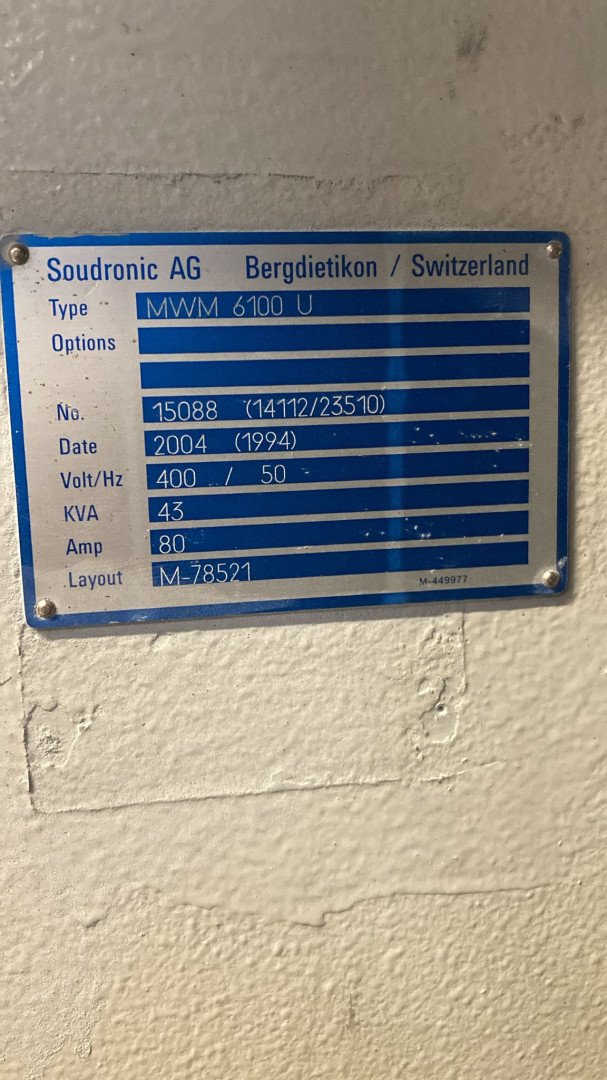 Soudronic AG Bergdietikon / Switzerland
Type MWM 6100 U
Options
No. 15088 (14112/23510)
Date 2004 (1994)
Volt/Hz 400 / 50
KVA 43
Amp 80
Layout M-78521
M-449977